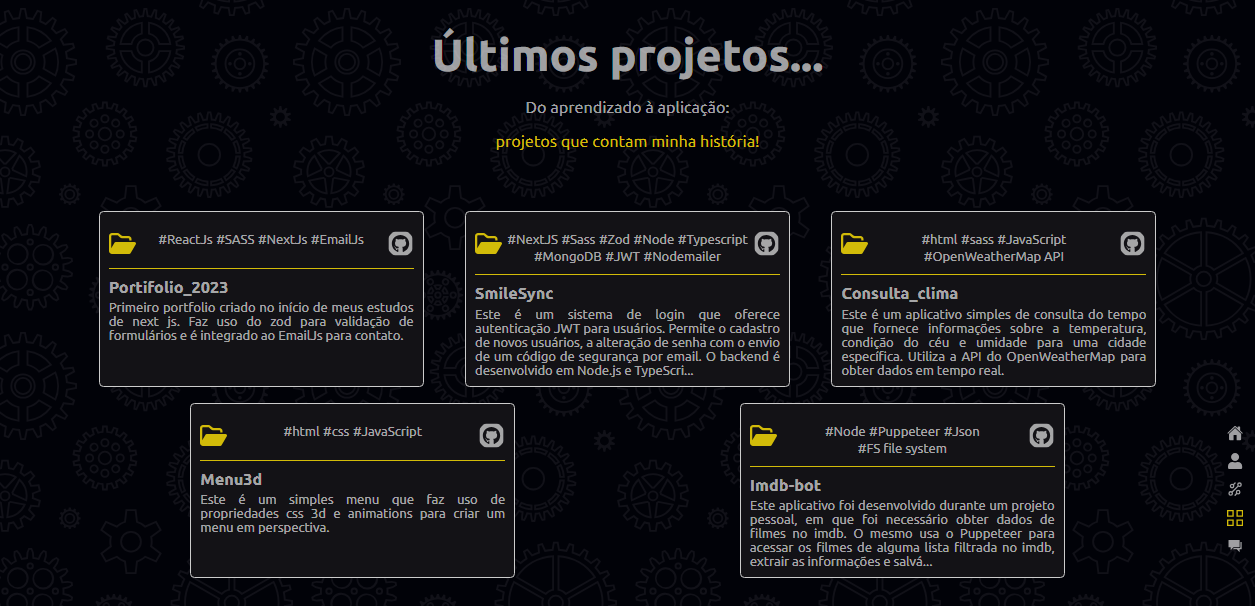 Últimos projetos...
Do aprendizado à aplicação:
projetos que contam minha história!
#ReactJs #SASS #NextJs #EmailJs
Portifolio_2023
Primeiro portfolio criado no início de meus estudos
de next js. Faz uso do zod para validação de
formulários e é integrado ao EmailJs para contato.
#NextJS #Sass #Zod #Node #Typescript
#MongoDB #JWT #Nodemailer
SmileSync
Este é um sistema de login que oferece
autenticação JWT para usuários. Permite o cadastro
de novos usuários, a alteração de senha com o envio
de um código de segurança por email. O backend é
desenvolvido em Node.js e TypeScri...
#html #sass #JavaScript
#OpenWeatherMap API
Consulta_clima
Este é um aplicativo simples de consulta do tempo
que fornece informações sobre a temperatura,
condição do céu e umidade para uma cidade
específica. Utiliza a API do OpenWeatherMap para
obter dados em tempo real.
#html #css #JavaScript
Menu3d
Este é um simples menu que faz uso de
propriedades css 3d e animations para criar um
menu em perspectiva.
#Node #Puppeteer #Json
#FS file system
Imdb-bot
Este aplicativo foi desenvolvido durante um projeto
pessoal, em que foi necessário obter dados de
filmes no imdb. O mesmo usa o Puppeteer para
acessar os filmes de alguma lista filtrada no imdb,
extrair as informações e salvá...